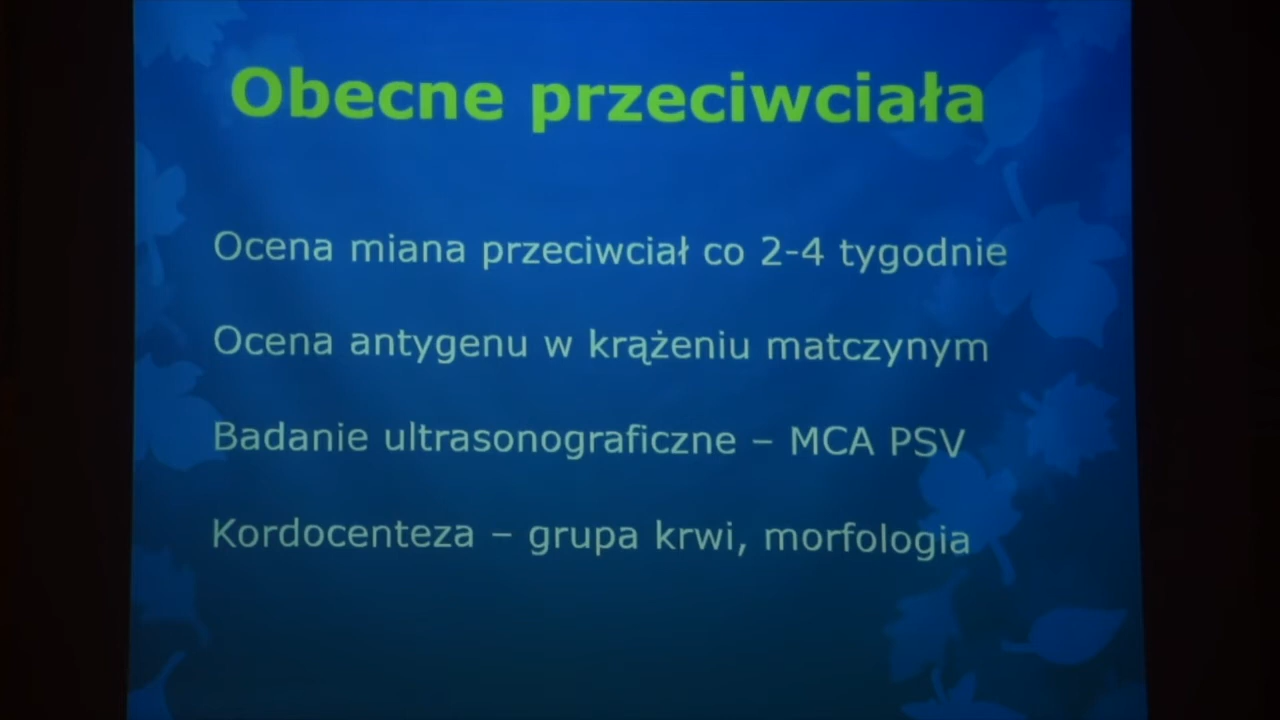 Obecne przeciwciała
Ocena miana przeciwciał co 2-4 tygodnie
Ocena antygenu w krążeniu matczynym
Badanie ultrasonograficzne – MCA PSV
Kordocenteza – grupa krwi, morfologia